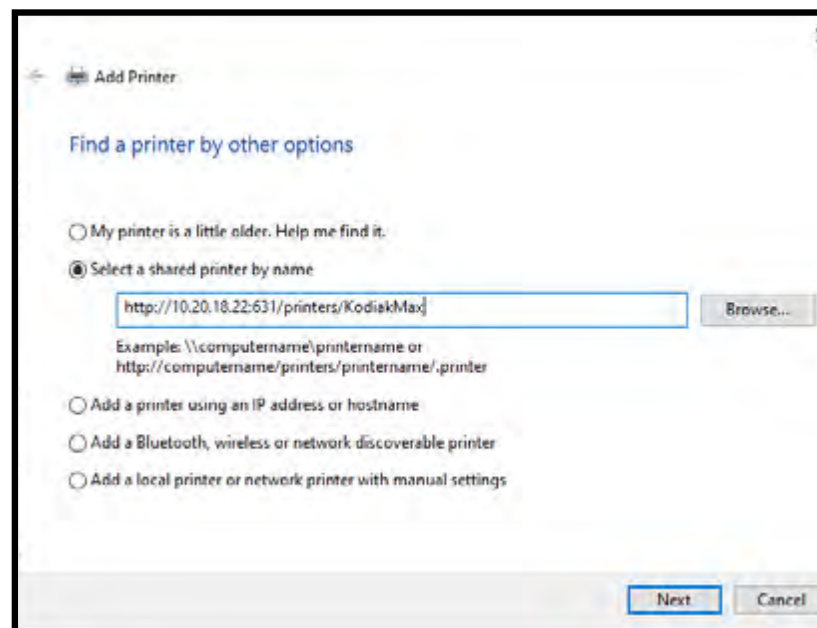 Add Printer
Find a printer by other options
My printer is a little older. Help me find it.
Select a shared printer by name
http://10.20.18.22:631/printers/KodiakMax
Browse...
Example: \\computername\printername or
http://computername/printers/printername/.printer
Add a printer using an IP address or hostname
Add a Bluetooth, wireless or network discoverable printer
Add a local printer or network printer with manual settings
Next
Cancel